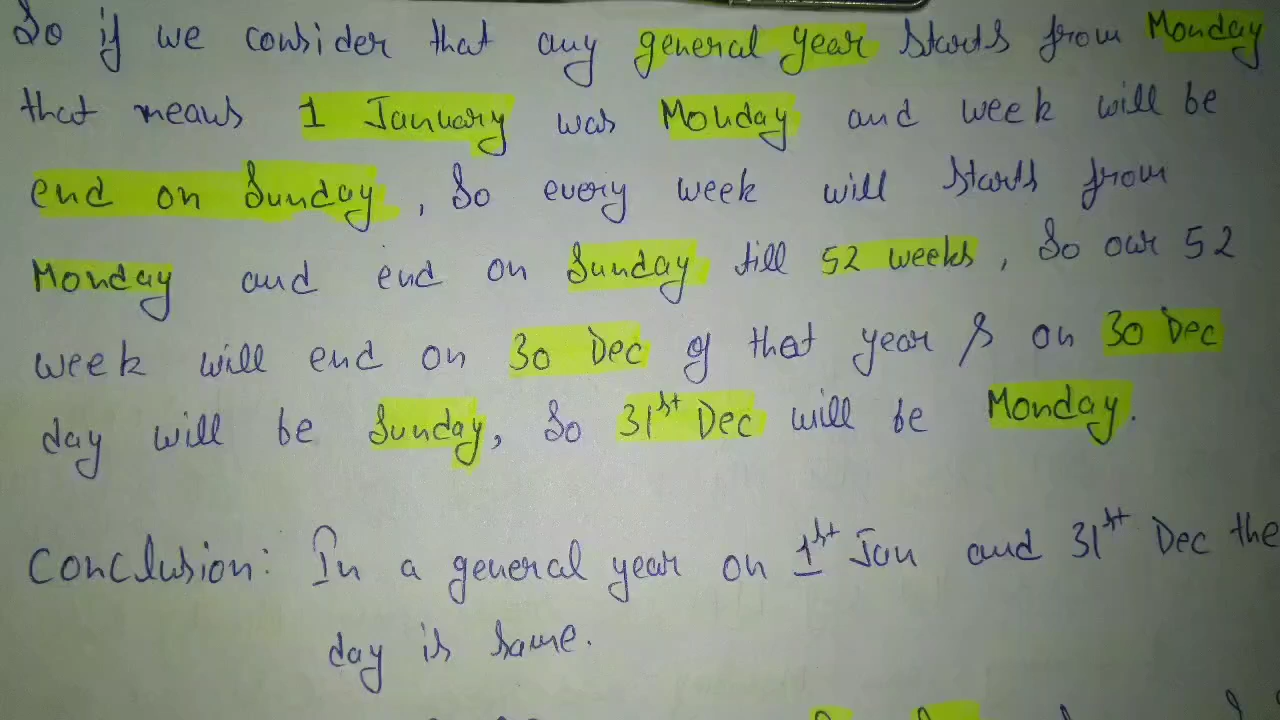 So if we consider that any general year starts from Monday
that means 1 January was Monday and week will be
end on Sunday, So every week will starts from
Monday and end on Sunday till 52 weeks, So our 52
week will end on 30 Dec of that year & on 30 Dec
day will be Sunday, So 31st Dec will be Monday.
Conclusion: In a general year on 1st Jan and 31st Dec the
day is same.